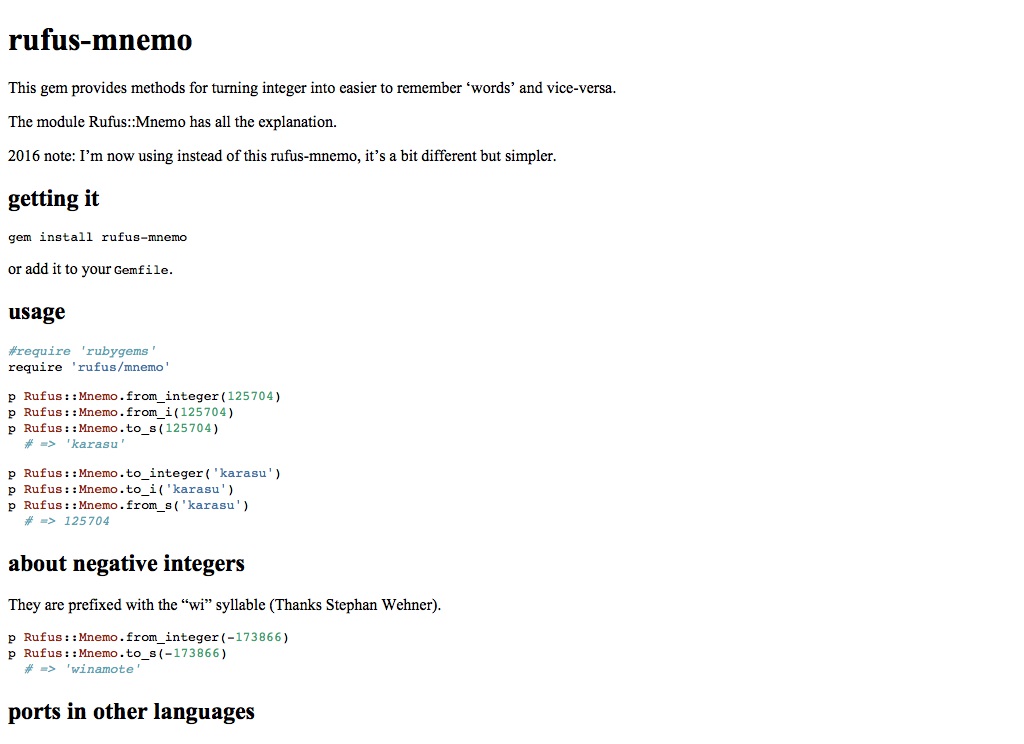 rufus-mnemo
This gem provides methods for turning integer into easier to remember ‘words’ and vice-versa.
The module Rufus::Mnemo has all the explanation.
2016 note: I’m now using instead of this rufus-mnemo, it’s a bit different but simpler.
getting it
gem install rufus-mnemo
or add it to your Gemfile.
usage
#require 'rubygems'
require 'rufus/mnemo'
p Rufus::Mnemo.from_integer(125704)
p Rufus::Mnemo.from_i(125704)
p Rufus::Mnemo.to_s(125704)
# => 'karasu'
p Rufus::Mnemo.to_integer('karasu')
p Rufus::Mnemo.to_i('karasu')
p Rufus::Mnemo.from_s('karasu')
# => 125704
about negative integers
They are prefixed with the “wi” syllable (Thanks Stephan Wehner).
p Rufus::Mnemo.from_integer(-173866)
p Rufus::Mnemo.to_s(-173866)
# => 'winamote'
ports in other languages